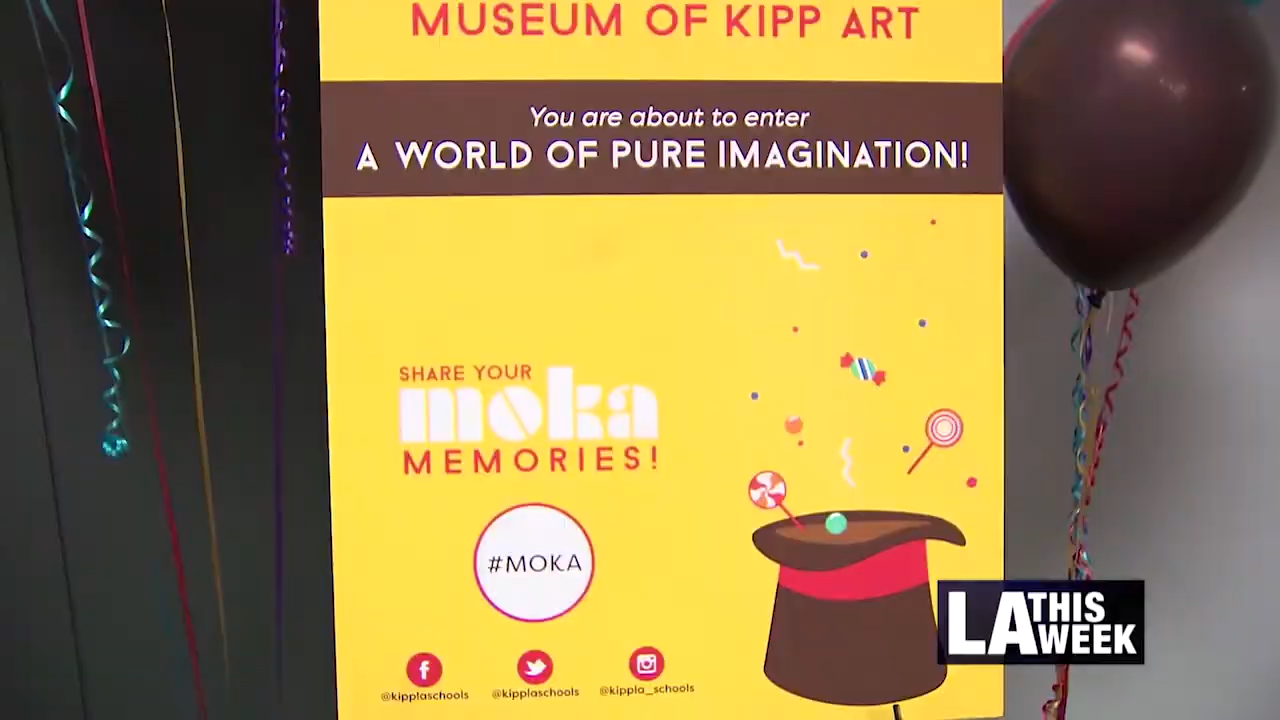 MUSEUM OF KIPP ART
You are about to enter
A WORLD OF PURE IMAGINATION!
SHARE YOUR
moka
MEMORIES!
#MOKA
@kipplaschools
@kipplaschools
@kippla_schools
LA THIS
WEEK